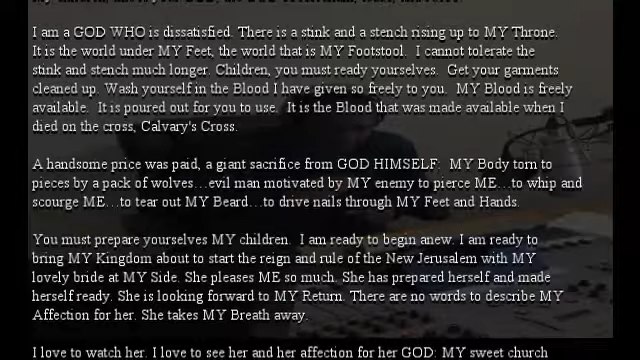 I am a GOD WHO is dissatisfied. There is a stink and a stench rising up to MY Throne.
It is the world under MY Feet, the world that is MY Footstool.  I cannot tolerate the
stink and stench much longer. Children, you must ready yourselves.  Get your garments
cleaned up. Wash yourself in the Blood I have given so freely to you.  MY Blood is freely
available.  It is poured out for you to use.  It is the Blood that was made available when I
died on the cross, Calvary's Cross.
A handsome price was paid, a giant sacrifice from GOD HIMSELF:  MY Body torn to
pieces by a pack of wolves…evil man motivated by MY enemy to pierce ME…to whip and
scourge ME…to tear out MY Beard…to drive nails through MY Feet and Hands.
You must prepare yourselves MY children.  I am ready to begin anew. I am ready to
bring MY Kingdom about to start the reign and rule of the New Jerusalem with MY
lovely bride at MY Side. She pleases ME so much. She has prepared herself and made
herself ready. She is looking forward to MY Return. There are no words to describe MY
Affection for her. She takes MY Breath away.
I love to watch her. I love to see her and her affection for her GOD: MY sweet church